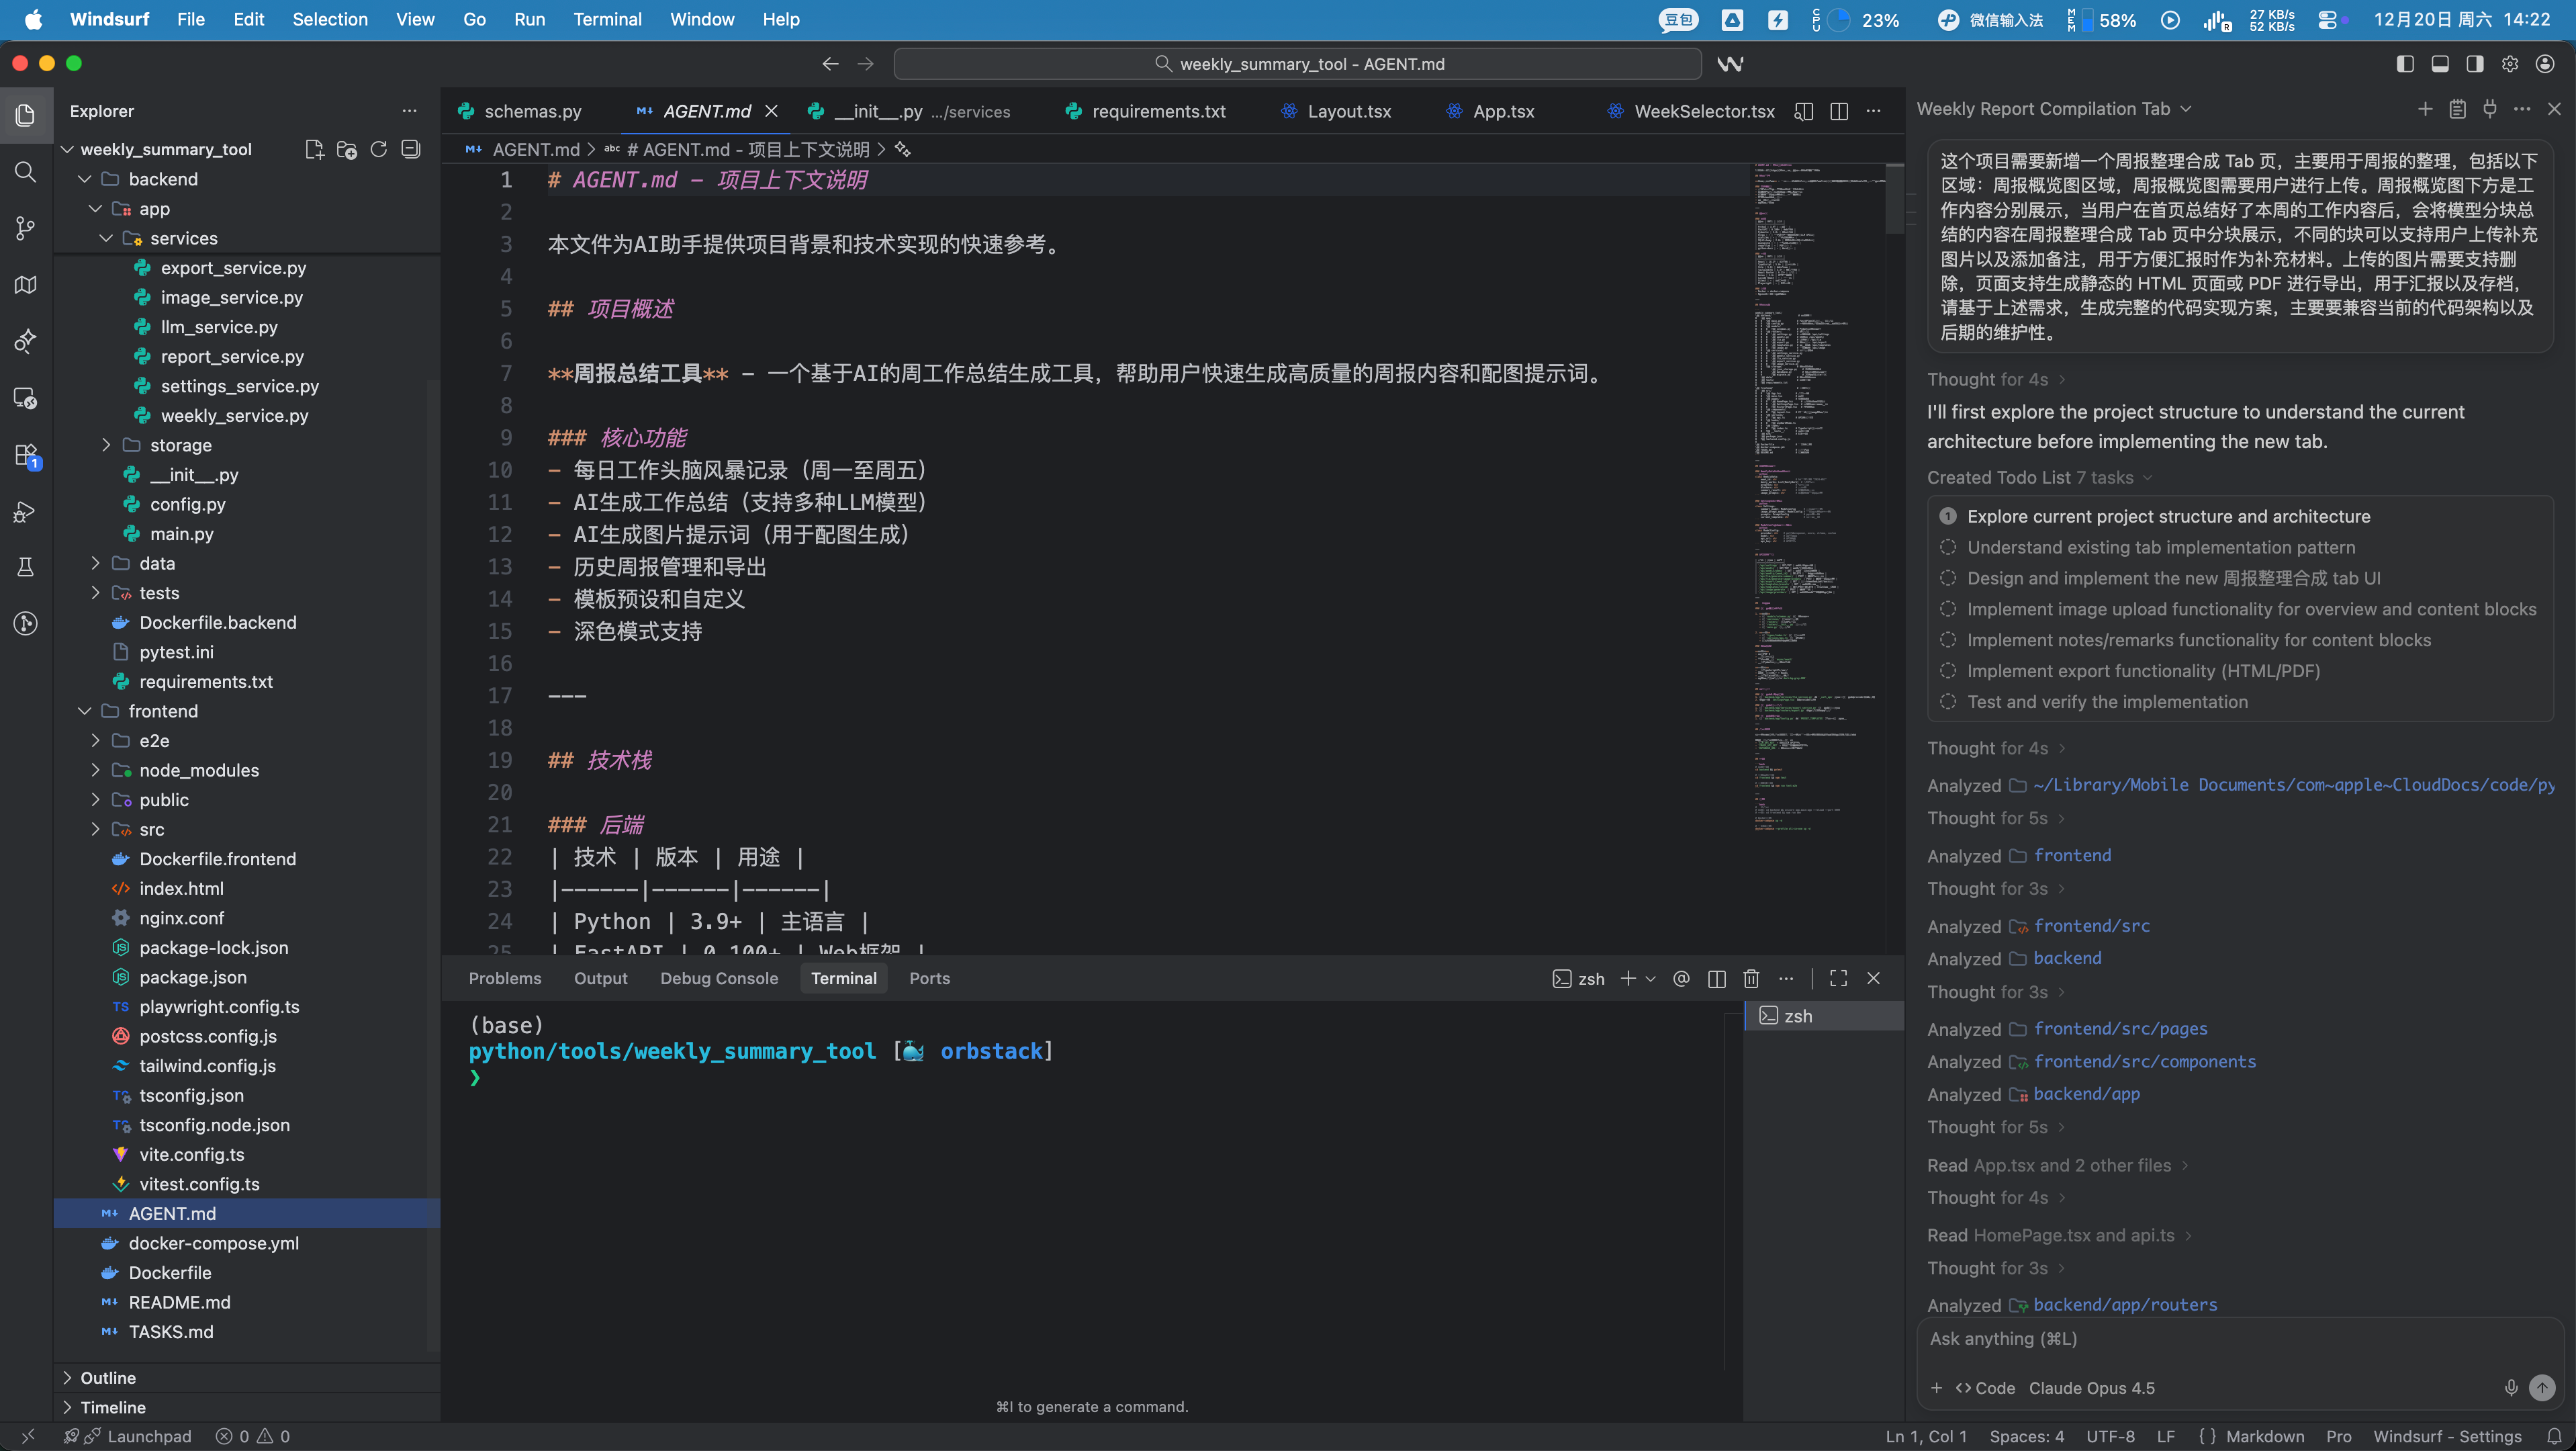 Windsurf File Edit Selection View Go Run Terminal Window Help
豆包 CPU 23% 微信输入法 MEM 58% 27 KB/s 52 KB/s 12月20日 周六 14:22
weekly_summary_tool - AGENT.md
Explorer
weekly_summary_tool
backend
app
services
export_service.py
image_service.py
llm_service.py
report_service.py
settings_service.py
weekly_service.py
storage
__init__.py
config.py
main.py
data
tests
Dockerfile.backend
pytest.ini
requirements.txt
frontend
e2e
node_modules
public
src
Dockerfile.frontend
index.html
nginx.conf
package-lock.json
package.json
playwright.config.ts
postcss.config.js
tailwind.config.js
tsconfig.json
tsconfig.node.json
vite.config.ts
vitest.config.ts
AGENT.md
docker-compose.yml
Dockerfile
README.md
TASKS.md
Outline
Timeline
schemas.py AGENT.md __init__.py .../services requirements.txt Layout.tsx App.tsx WeekSelector.tsx
AGENT.md > # AGENT.md - 项目上下文说明 >
1 # AGENT.md - 项目上下文说明
2
3 本文件为AI助手提供项目背景和技术实现的快速参考。
4
5 ## 项目概述
6
7 **周报总结工具** - 一个基于AI的周工作总结生成工具，帮助用户快速生成高质量的周报内容和配图提示词。
8
9 ### 核心功能
10 - 每日工作头脑风暴记录（周一至周五）
11 - AI生成工作总结（支持多种LLM模型）
12 - AI生成图片提示词（用于配图生成）
13 - 历史周报管理和导出
14 - 模板预设和自定义
15 - 深色模式支持
16
17 ---
18
19 ## 技术栈
20
21 ### 后端
22 | 技术 | 版本 | 用途 |
23 |------|------|------|
24 | Python | 3.9+ | 主语言 |
25 | FastAPI | 0.100+ | Web框架 |
Problems Output Debug Console Terminal Ports
zsh
(base)
python/tools/weekly_summary_tool [🐳 orbstack]
❯
zsh
⌘I to generate a command.
Weekly Report Compilation Tab
这个项目需要新增一个周报整理合成 Tab 页，主要用于周报的整理，包括以下
区域：周报概览图区域，周报概览图需要用户进行上传。周报概览图下方是工
作内容分别展示，当用户在首页总结好了本周的工作内容后，会将模型分块总
结的内容在周报整理合成 Tab 页中分块展示，不同的块可以支持用户上传补充
图片以及添加备注，用于方便汇报时作为补充材料。上传的图片需要支持删
除，页面支持生成静态的 HTML 页面或 PDF 进行导出，用于汇报以及存档，
请基于上述需求，生成完整的代码实现方案，主要要兼容当前的代码架构以及
后期的维护性。
Thought for 4s
I'll first explore the project structure to understand the current
architecture before implementing the new tab.
Created Todo List 7 tasks
1 Explore current project structure and architecture
Understand existing tab implementation pattern
Design and implement the new 周报整理合成 tab UI
Implement image upload functionality for overview and content blocks
Implement notes/remarks functionality for content blocks
Implement export functionality (HTML/PDF)
Test and verify the implementation
Thought for 4s
Analyzed ~/Library/Mobile Documents/com~apple~CloudDocs/code/py
Thought for 5s
Analyzed frontend
Thought for 3s
Analyzed frontend/src
Analyzed backend
Thought for 3s
Analyzed frontend/src/pages
Analyzed frontend/src/components
Analyzed backend/app
Thought for 5s
Read App.tsx and 2 other files
Thought for 4s
Read HomePage.tsx and api.ts
Thought for 3s
Analyzed backend/app/routers
Ask anything (⌘L)
Code Claude Opus 4.5
Launchpad 0 0
Ln 1, Col 1 Spaces: 4 UTF-8 LF {} Markdown Pro Windsurf - Settings